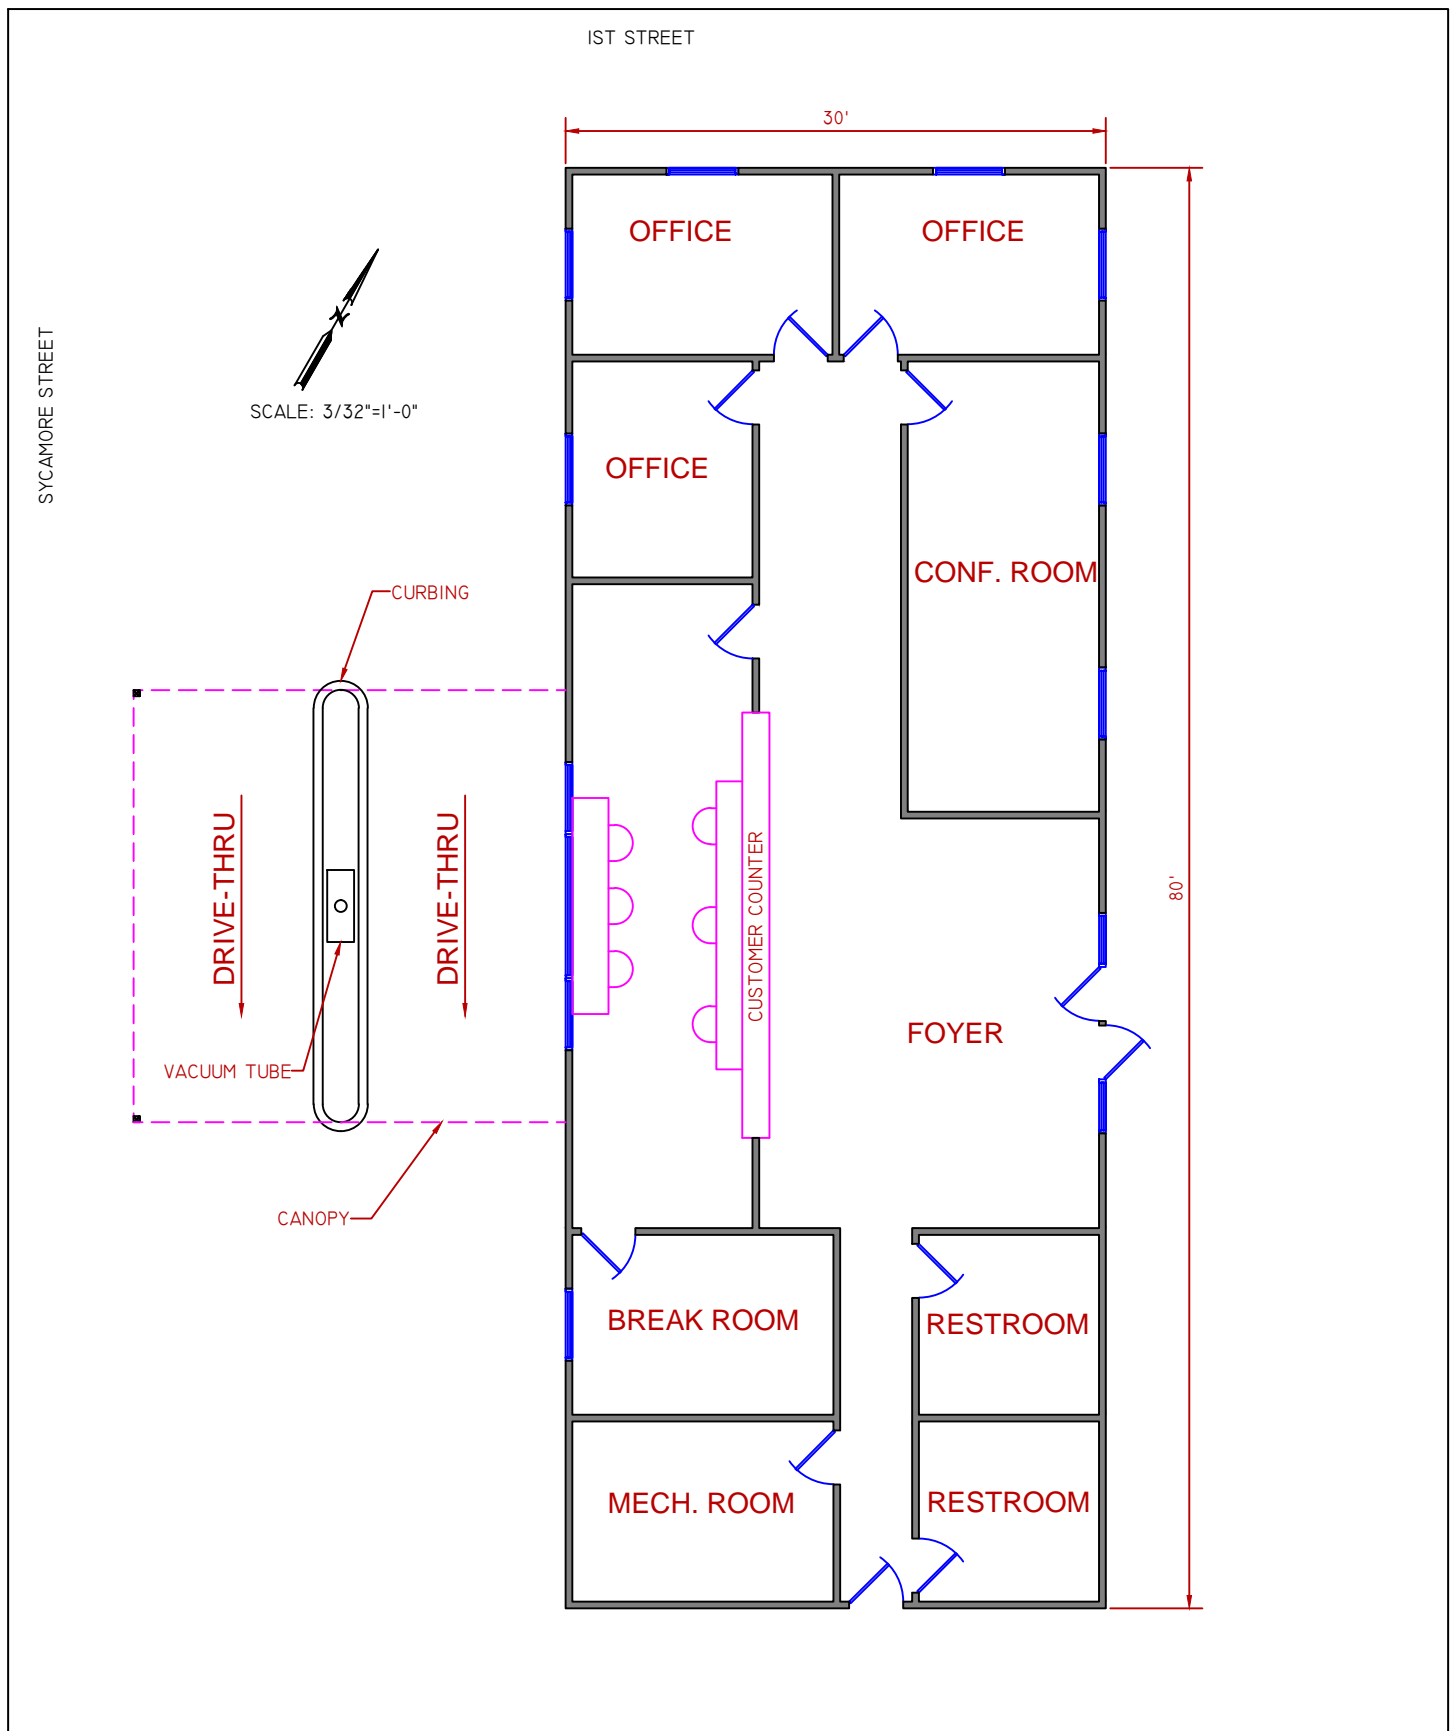 IST STREET
30'
OFFICE
OFFICE
SYCAMORE STREET
N
SCALE: 3/32"=1'-0"
OFFICE
CONF. ROOM
CURBING
DRIVE-THRU
DRIVE-THRU
CUSTOMER COUNTER
80'
FOYER
VACUUM TUBE
CANOPY
BREAK ROOM
RESTROOM
MECH. ROOM
RESTROOM